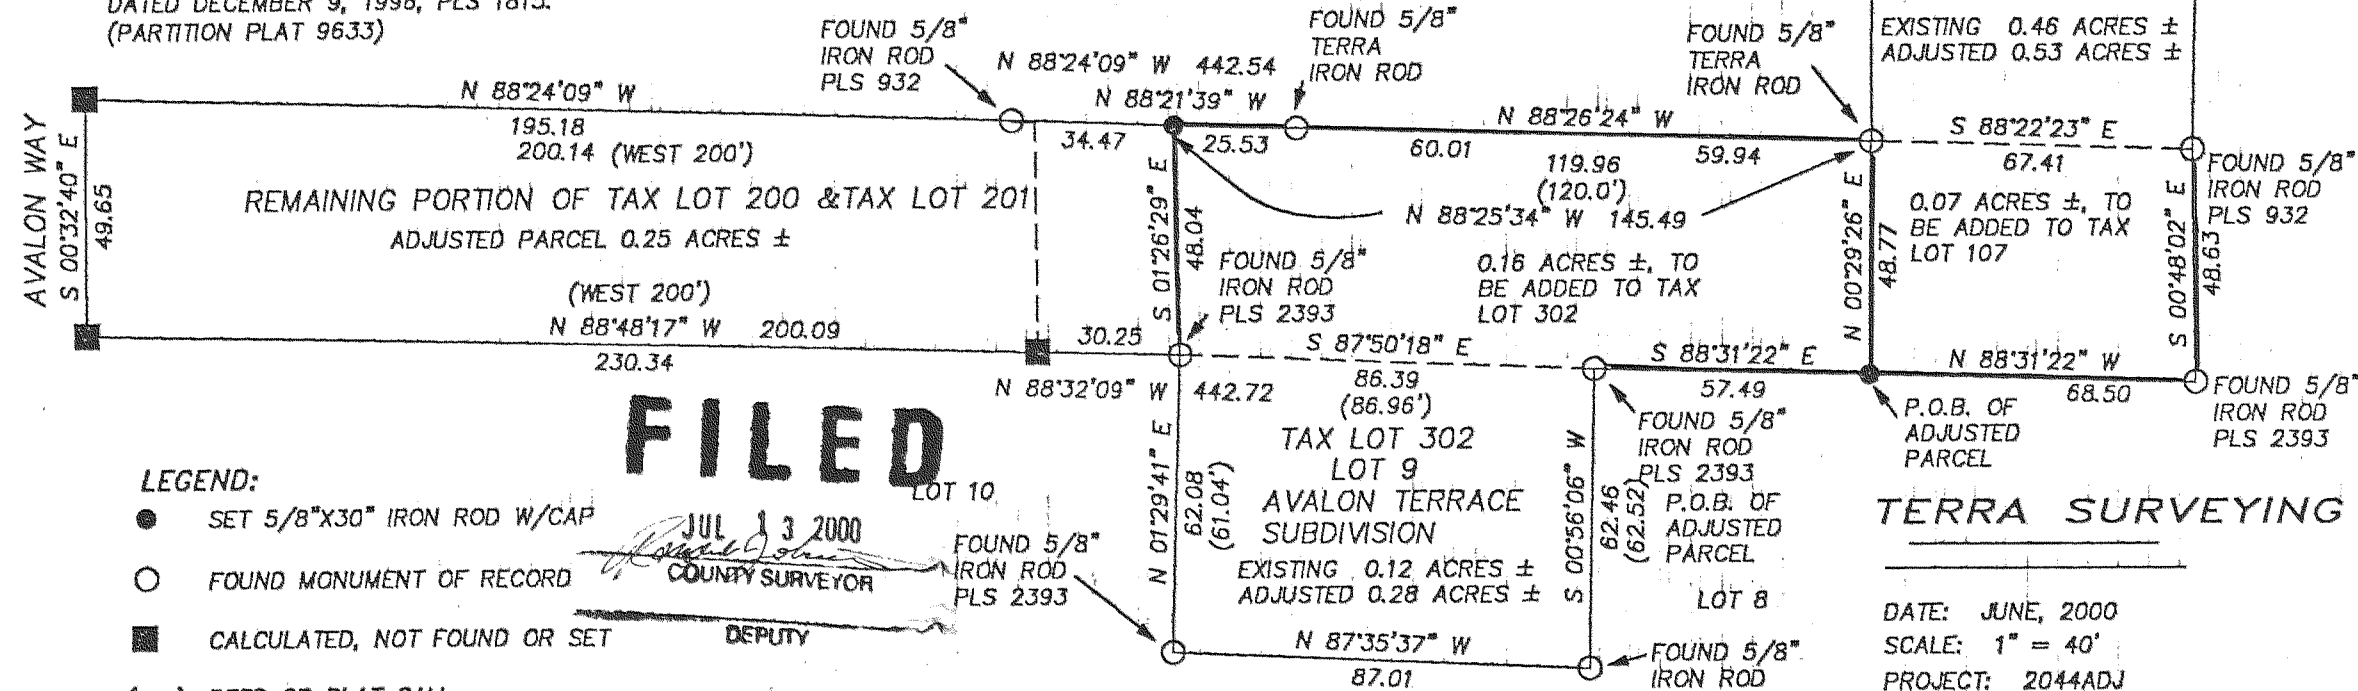 DATED DECEMBER 9, 1996, PLS 1815.
(PARTITION PLAT 9633)
FOUND 5/8"
IRON ROD
PLS 932
N 88°24'09" W 442.54
FOUND 5/8"
TERRA
IRON ROD
FOUND 5/8"
TERRA
IRON ROD
EXISTING 0.46 ACRES ±
ADJUSTED 0.53 ACRES ±
AVALON WAY
S 00°32'40" E
49.65
N 88°24'09" W
195.18
200.14 (WEST 200')
N 88°21'39" W
34.47
25.53
N 88°26'24" W
60.01
59.94
119.96
(120.0')
N 88°25'34" W 145.49
S 88°22'23" E
67.41
FOUND 5/8"
IRON ROD
PLS 932
REMAINING PORTION OF TAX LOT 200 &TAX LOT 201
ADJUSTED PARCEL 0.25 ACRES ±
S 01°26'29" E
48.04
FOUND 5/8"
IRON ROD
PLS 2393
0.16 ACRES ±, TO
BE ADDED TO TAX
LOT 302
N 00°29'26" E
48.77
0.07 ACRES ±, TO
BE ADDED TO TAX
LOT 107
S 00°48'02" E
48.63
(WEST 200')
N 88°48'17" W 200.09
230.34
30.25
N 88°32'09" W 442.72
S 87°50'18" E
86.39
(86.96')
S 88°31'22" E
57.49
N 88°31'22" W
68.50
FOUND 5/8"
IRON ROD
PLS 2393
P.O.B. OF
ADJUSTED
PARCEL
FOUND 5/8"
IRON ROD
PLS 2393
P.O.B. OF
ADJUSTED
PARCEL
LOT 8
N 01°29'41" E
62.08
(61.04')
TAX LOT 302
LOT 9
AVALON TERRACE
SUBDIVISION
EXISTING 0.12 ACRES ±
ADJUSTED 0.28 ACRES ±
S 00°56'06" W
62.46
(62.52')
FILED
LOT 10
JUL 13 2000
COUNTY SURVEYOR
DEPUTY
FOUND 5/8"
IRON ROD
PLS 2393
N 87°35'37" W
87.01
FOUND 5/8"
IRON ROD
LEGEND:
SET 5/8"X30" IRON ROD W/CAP
FOUND MONUMENT OF RECORD
CALCULATED, NOT FOUND OR SET
TERRA SURVEYING
DATE: JUNE, 2000
SCALE: 1" = 40'
PROJECT: 2044ADJ